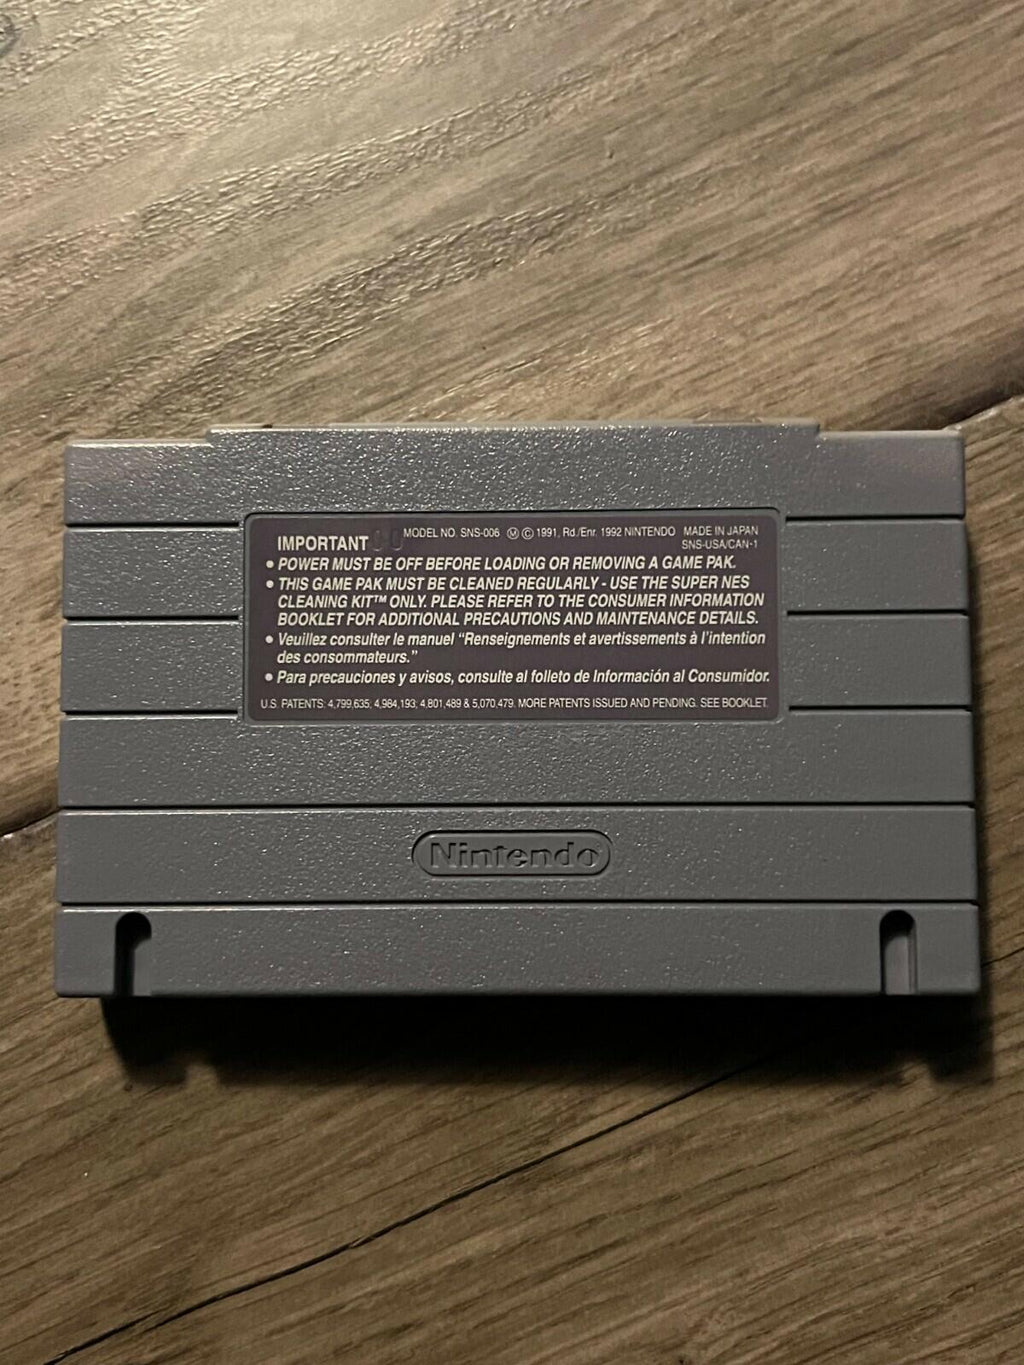 IMPORTANT MODEL NO. SNS-006 Ⓜ © 1991, Rd./Enr. 1992 NINTENDO MADE IN JAPAN
SNS-USA/CAN-1
• POWER MUST BE OFF BEFORE LOADING OR REMOVING A GAME PAK.
• THIS GAME PAK MUST BE CLEANED REGULARLY - USE THE SUPER NES
CLEANING KIT™ ONLY. PLEASE REFER TO THE CONSUMER INFORMATION
BOOKLET FOR ADDITIONAL PRECAUTIONS AND MAINTENANCE DETAILS.
• Veuillez consulter le manuel “Renseignements et avertissements à l’intention
des consommateurs.”
• Para precauciones y avisos, consulte al folleto de Información al Consumidor.
U.S. PATENTS: 4,799,635; 4,984,193; 4,801,489 & 5,070,479. MORE PATENTS ISSUED AND PENDING. SEE BOOKLET.
Nintendo